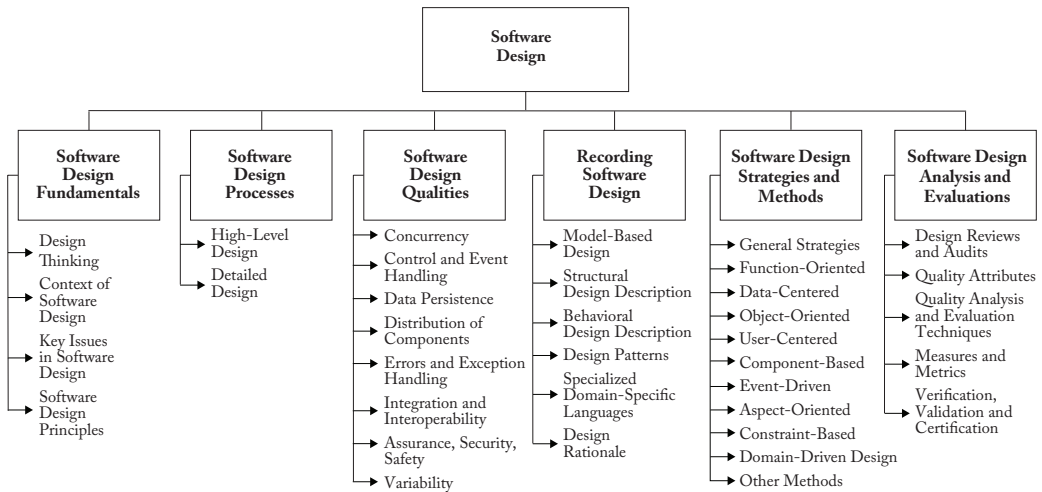 Software
Design
Software
Design
Fundamentals
Design
Thinking
Context of
Software
Design
Key Issues
in Software
Design
Software
Design
Principles
Software
Design
Processes
High-Level
Design
Detailed
Design
Software
Design
Qualities
Concurrency
Control and Event
Handling
Data Persistence
Distribution of
Components
Errors and Exception
Handling
Integration and
Interoperability
Assurance, Security,
Safety
Variability
Recording
Software
Design
Model-Based
Design
Structural
Design Description
Behavioral
Design Description
Design Patterns
Specialized
Domain-Specific
Languages
Design
Rationale
Software Design
Strategies and
Methods
General Strategies
Function-Oriented
Data-Centered
Object-Oriented
User-Centered
Component-Based
Event-Driven
Aspect-Oriented
Constraint-Based
Domain-Driven Design
Other Methods
Software Design
Analysis and
Evaluations
Design Reviews
and Audits
Quality Attributes
Quality Analysis
and Evaluation
Techniques
Measures and
Metrics
Verification,
Validation and
Certification